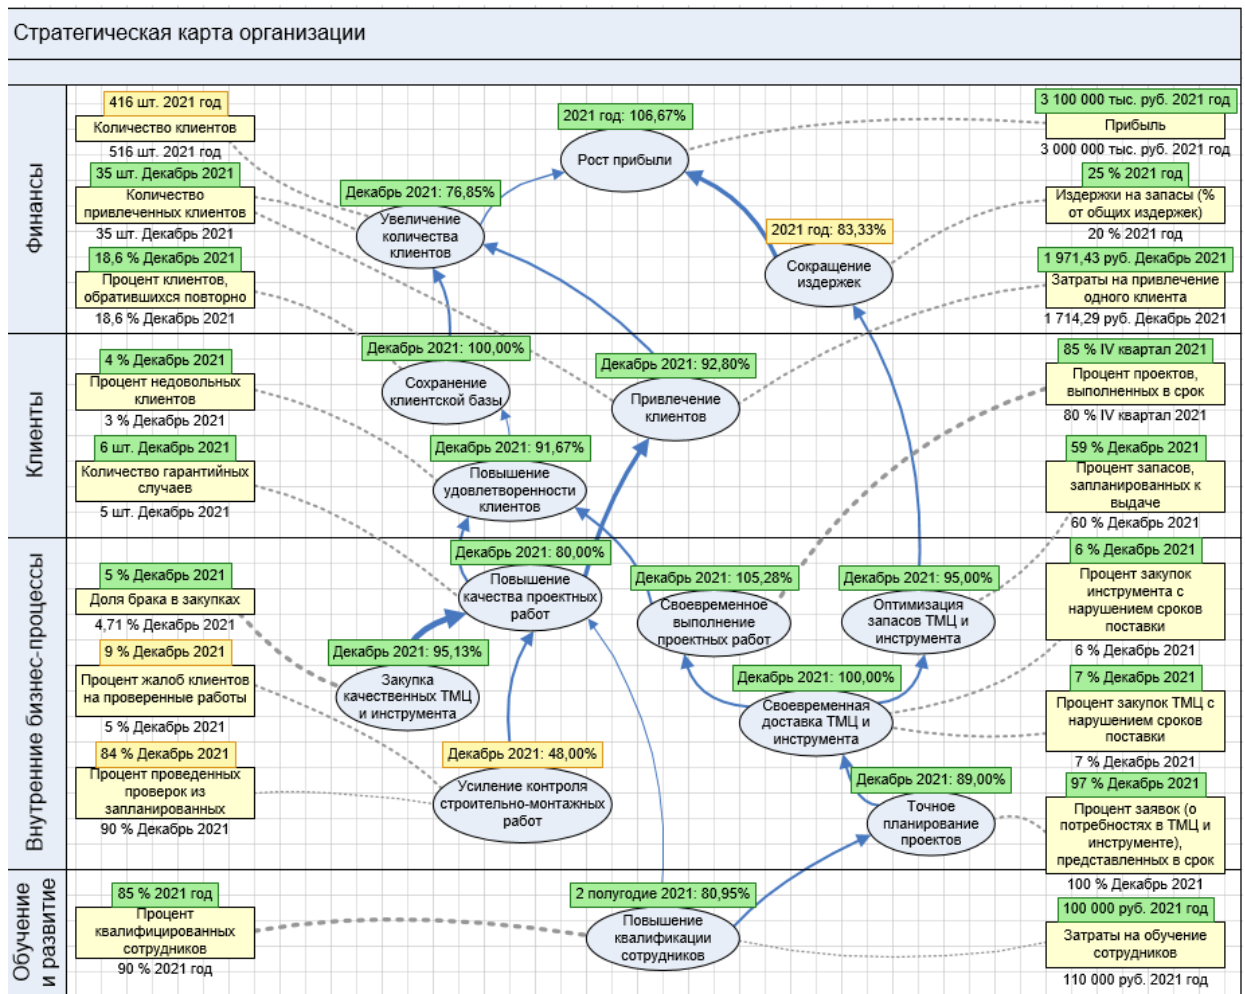 Стратегическая карта организации
Финансы
416 шт. 2021 год
Количество клиентов
516 шт. 2021 год
35 шт. Декабрь 2021
Количество
привлеченных клиентов
35 шт. Декабрь 2021
18,6 % Декабрь 2021
Процент клиентов,
обратившихся повторно
18,6 % Декабрь 2021
2021 год: 106,67%
Рост прибыли
Декабрь 2021: 76,85%
Увеличение
количества
клиентов
2021 год: 83,33%
Сокращение
издержек
3 100 000 тыс. руб. 2021 год
Прибыль
3 000 000 тыс. руб. 2021 год
25 % 2021 год
Издержки на запасы (%
от общих издержек)
20 % 2021 год
1 971,43 руб. Декабрь 2021
Затраты на привлечение
одного клиента
1 714,29 руб. Декабрь 2021
Клиенты
4 % Декабрь 2021
Процент недовольных
клиентов
3 % Декабрь 2021
6 шт. Декабрь 2021
Количество гарантийных
случаев
5 шт. Декабрь 2021
Декабрь 2021: 100,00%
Сохранение
клиентской базы
Декабрь 2021: 92,80%
Привлечение
клиентов
Декабрь 2021: 91,67%
Повышение
удовлетворенности
клиентов
85 % IV квартал 2021
Процент проектов,
выполненных в срок
80 % IV квартал 2021
59 % Декабрь 2021
Процент запасов,
запланированных к
выдаче
60 % Декабрь 2021
Внутренние бизнес-процессы
5 % Декабрь 2021
Доля брака в закупках
4,71 % Декабрь 2021
9 % Декабрь 2021
Процент жалоб клиентов
на проверенные работы
5 % Декабрь 2021
84 % Декабрь 2021
Процент проведенных
проверок из
запланированных
90 % Декабрь 2021
Декабрь 2021: 80,00%
Повышение
качества проектных
работ
Декабрь 2021: 105,28%
Своевременное
выполнение
проектных работ
Декабрь 2021: 95,00%
Оптимизация
запасов ТМЦ и
инструмента
Декабрь 2021: 95,13%
Закупка
качественных ТМЦ
и инструмента
Декабрь 2021: 100,00%
Своевременная
доставка ТМЦ и
инструмента
Декабрь 2021: 48,00%
Усиление контроля
строительно-монтажных
работ
Декабрь 2021: 89,00%
Точное
планирование
проектов
6 % Декабрь 2021
Процент закупок
инструмента с
нарушением сроков
поставки
6 % Декабрь 2021
7 % Декабрь 2021
Процент закупок ТМЦ с
нарушением сроков
поставки
7 % Декабрь 2021
97 % Декабрь 2021
Процент заявок (о
потребностях в ТМЦ и
инструменте),
представленных в срок
100 % Декабрь 2021
Обучение
и развитие
85 % 2021 год
Процент
квалифицированных
сотрудников
90 % 2021 год
2 полугодие 2021: 80,95%
Повышение
квалификации
сотрудников
100 000 руб. 2021 год
Затраты на обучение
сотрудников
110 000 руб. 2021 год